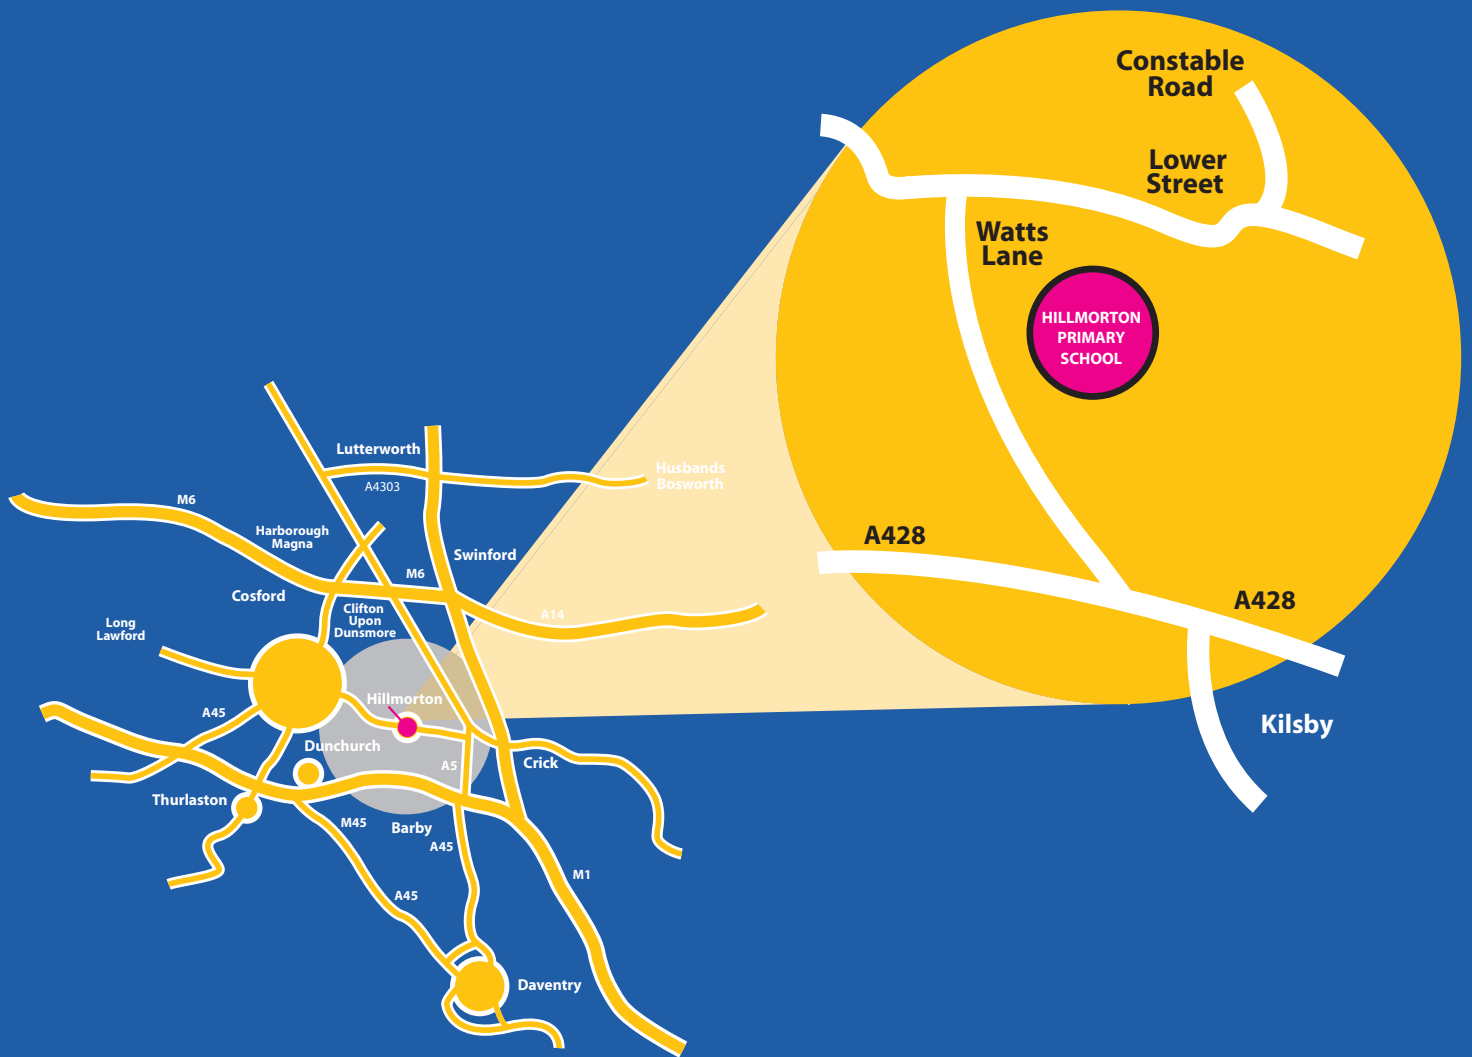 Constable
Road
Lower
Street
Watts
Lane
HILLMORTON
PRIMARY
SCHOOL
A428
A428
Kilsby
Lutterworth
A4303
Husbands
Bosworth
M6
Harborough
Magna
Swinford
M6
Cosford
Clifton
Upon
Dunsmore
A14
Long
Lawford
Hillmorton
A45
Dunchurch
A5
Crick
Thurlaston
M45
Barby
A45
M1
A45
Daventry